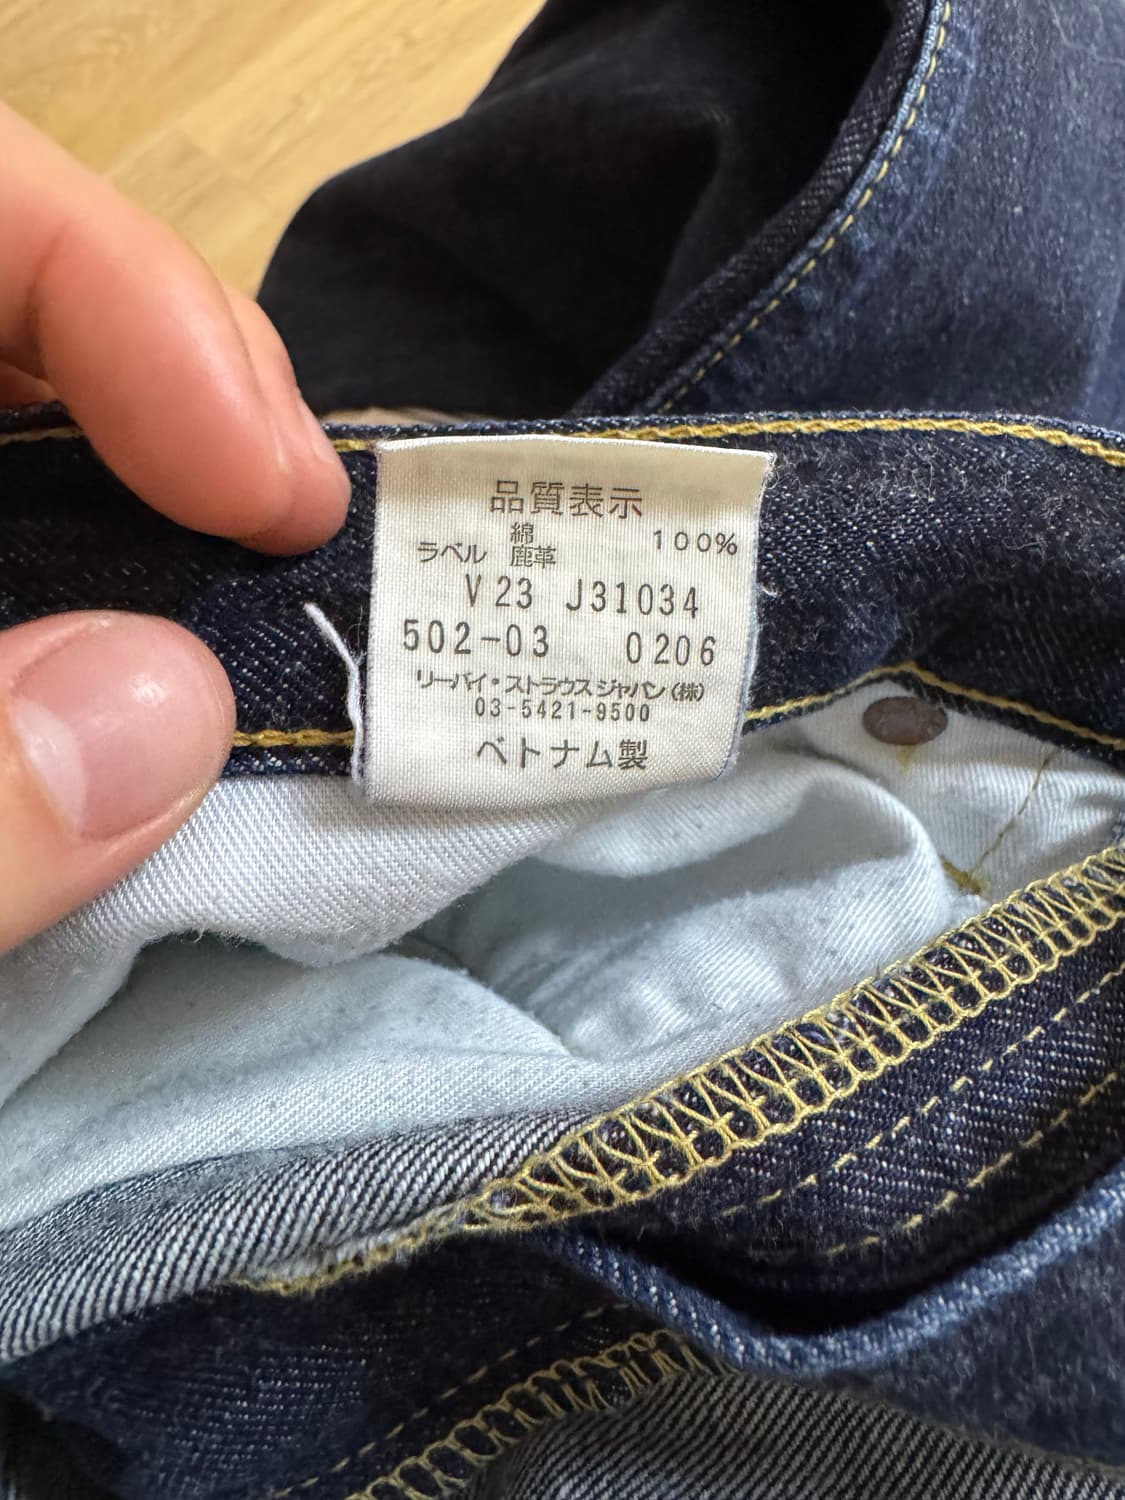 品質表示
綿 100%
ラベル 鹿革
V23 J31034
502-03 0206
リーバイ・ストラウス ジャパン(株)
03-5421-9500
ベトナム製